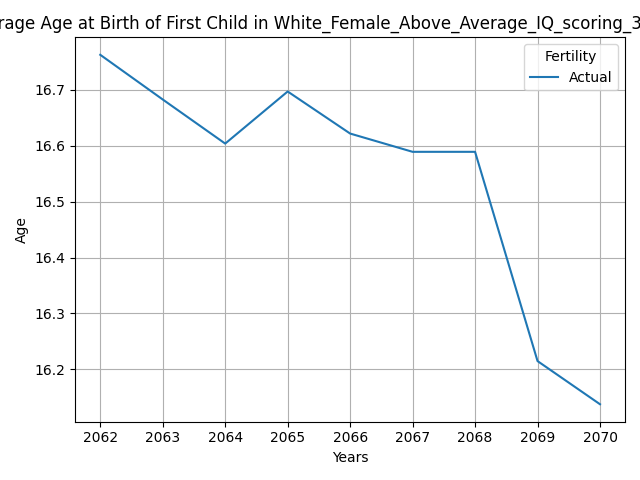 Age at Birth of First Child in White_Female_Above_Average_IQ_scoring_3
Fertility
Actual
16.7
16.6
16.5
16.4
16.3
16.2
Age
2062 2063 2064 2065 2066 2067 2068 2069 2070
Years